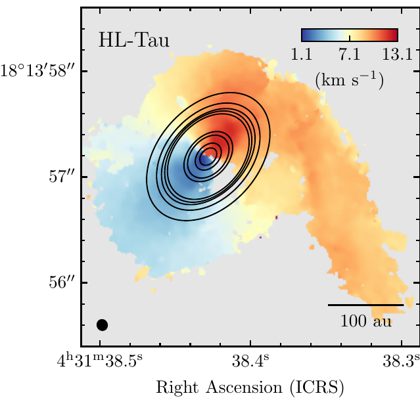 HL-Tau
1.1 7.1 13.1
(km s⁻¹)
18°13′58″
57″
56″
100 au
4ʰ31ᵐ38.5ˢ 38.4ˢ 38.3ˢ
Right Ascension (ICRS)